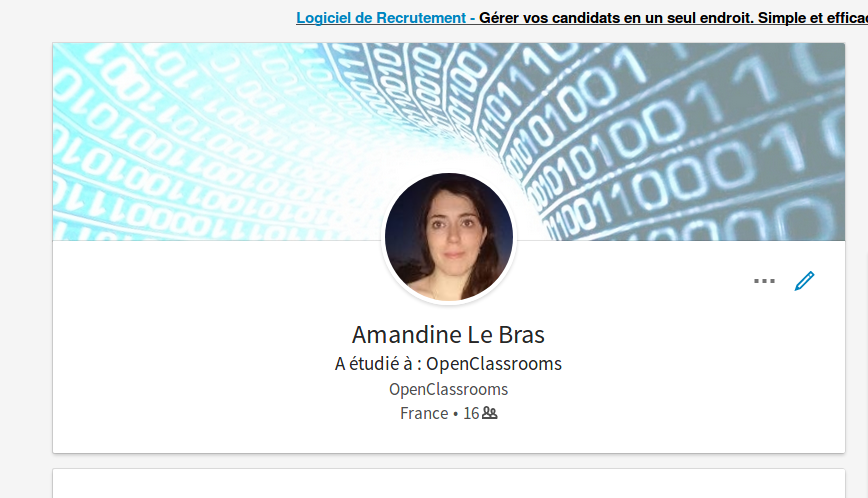 Logiciel de Recrutement - Gérer vos candidats en un seul endroit. Simple et
Amandine Le Bras
A étudié à : OpenClassrooms
OpenClassrooms
France • 16